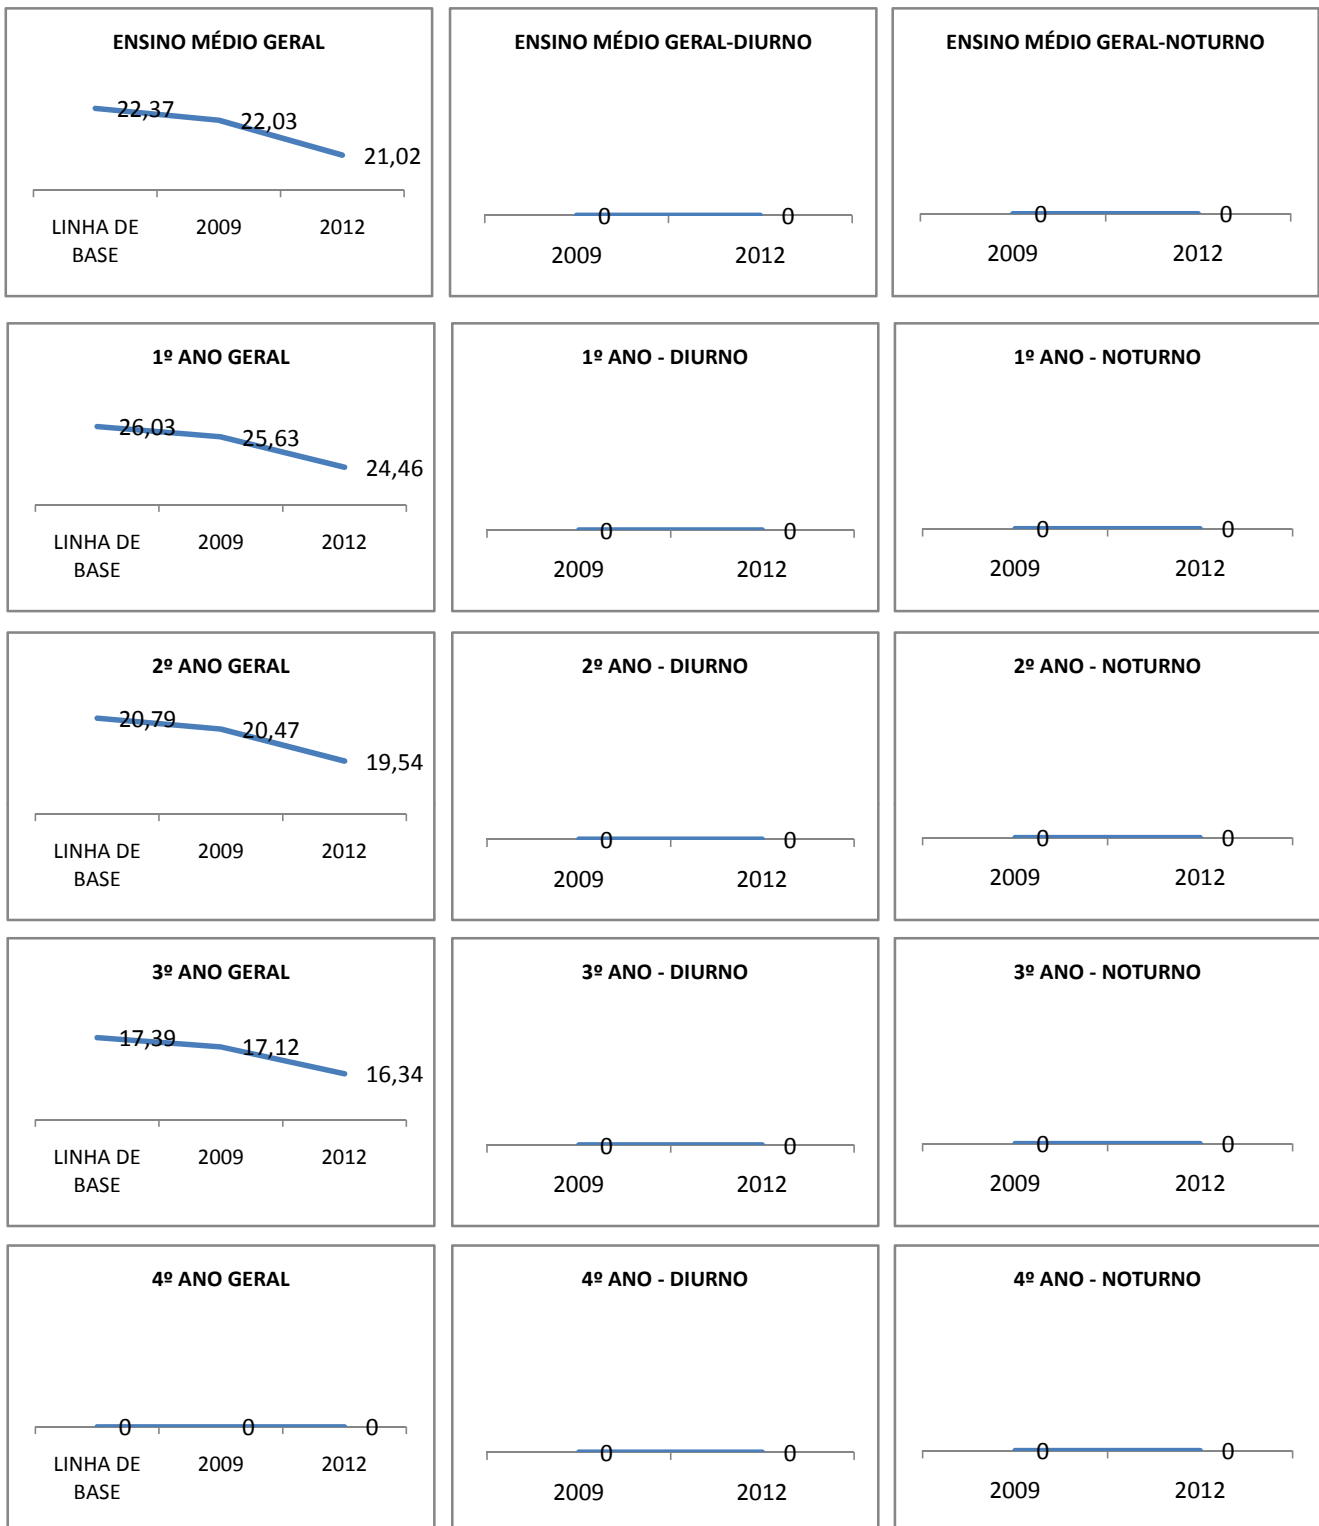 ENSINO MÉDIO GERAL
22,37
22,03
21,02
LINHA DE
BASE
2009
2012
ENSINO MÉDIO GERAL-DIURNO
0
0
2009
2012
ENSINO MÉDIO GERAL-NOTURNO
0
0
2009
2012
1º ANO GERAL
26,03
25,63
24,46
LINHA DE
BASE
2009
2012
1º ANO - DIURNO
0
0
2009
2012
1º ANO - NOTURNO
0
0
2009
2012
2º ANO GERAL
20,79
20,47
19,54
LINHA DE
BASE
2009
2012
2º ANO - DIURNO
0
0
2009
2012
2º ANO - NOTURNO
0
0
2009
2012
3º ANO GERAL
17,39
17,12
16,34
LINHA DE
BASE
2009
2012
3º ANO - DIURNO
0
0
2009
2012
3º ANO - NOTURNO
0
0
2009
2012
4º ANO GERAL
0
0
0
LINHA DE
BASE
2009
2012
4º ANO - DIURNO
0
0
2009
2012
4º ANO - NOTURNO
0
0
2009
2012